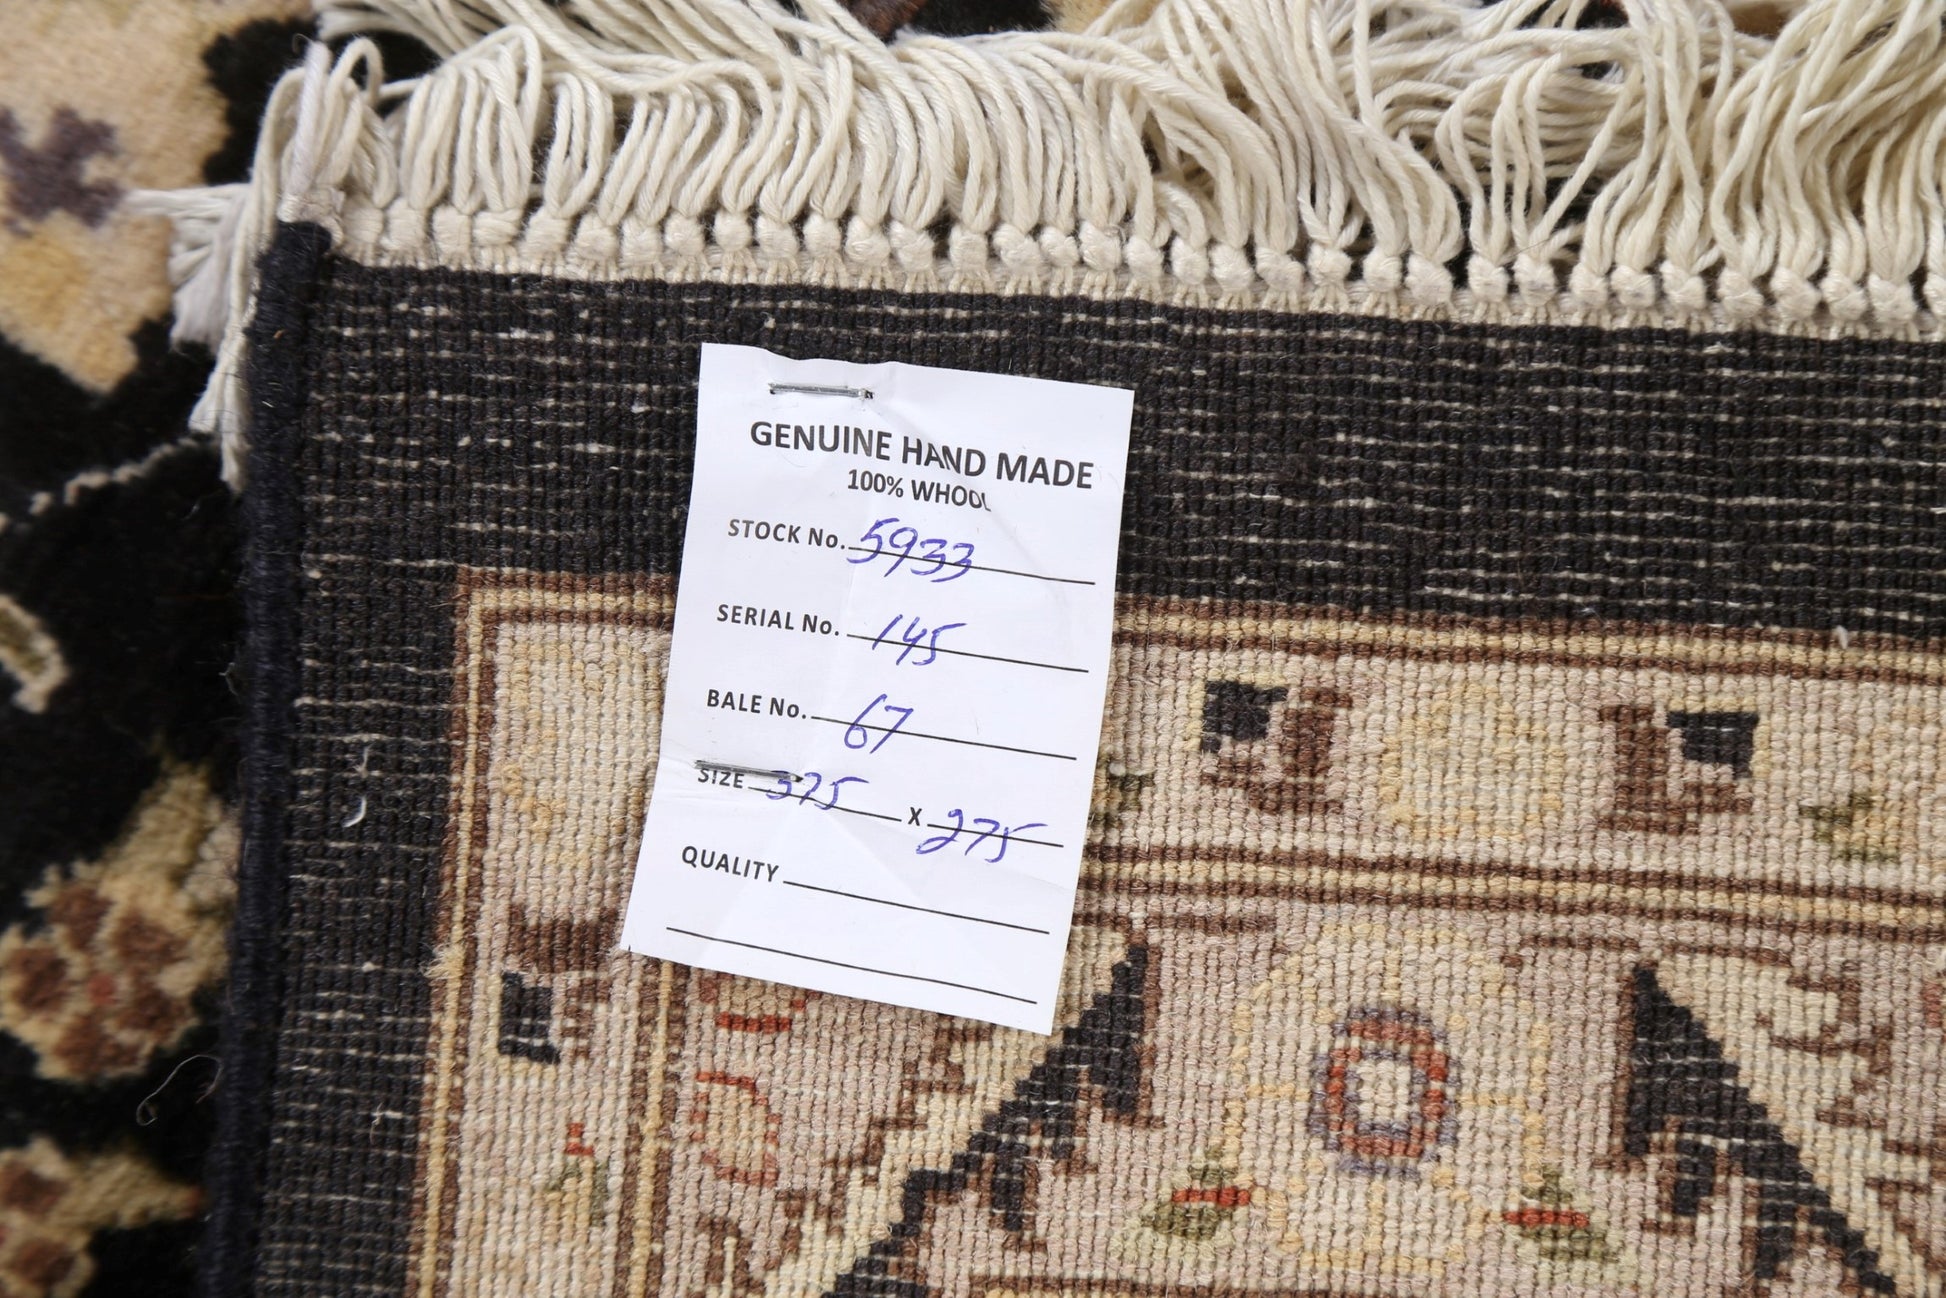 GENUINE HAND MADE
100% WHOOL
STOCK No. 5933
SERIAL No. 145
BALE No. 67
SIZE 375 X 275
QUALITY